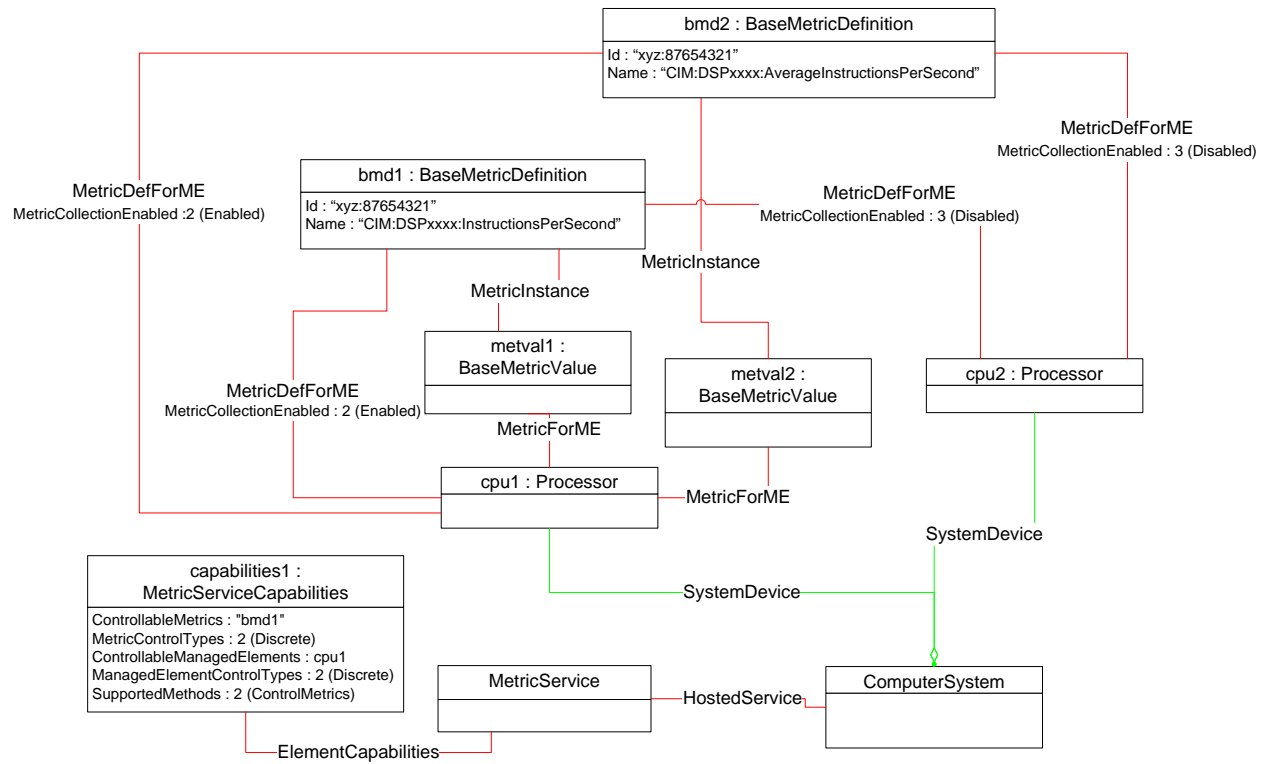 bmd2 : BaseMetricDefinition
Id : “xyz:87654321”
Name : “CIM:DSPxxxx:AverageInstructionsPerSecond”
MetricDefForME
MetricCollectionEnabled : 3 (Disabled)
bmd1 : BaseMetricDefinition
Id : “xyz:87654321”
Name : “CIM:DSPxxxx:InstructionsPerSecond”
MetricDefForME
MetricCollectionEnabled :2 (Enabled)
MetricDefForME
MetricCollectionEnabled : 3 (Disabled)
MetricInstance
MetricInstance
metval1 :
BaseMetricValue
metval2 :
BaseMetricValue
cpu2 : Processor
MetricDefForME
MetricCollectionEnabled : 2 (Enabled)
MetricForME
cpu1 : Processor
MetricForME
SystemDevice
capabilities1 :
MetricServiceCapabilities
ControllableMetrics : "bmd1"
MetricControlTypes : 2 (Discrete)
ControllableManagedElements : cpu1
ManagedElementControlTypes : 2 (Discrete)
SupportedMethods : 2 (ControlMetrics)
SystemDevice
MetricService
HostedService
ComputerSystem
ElementCapabilities